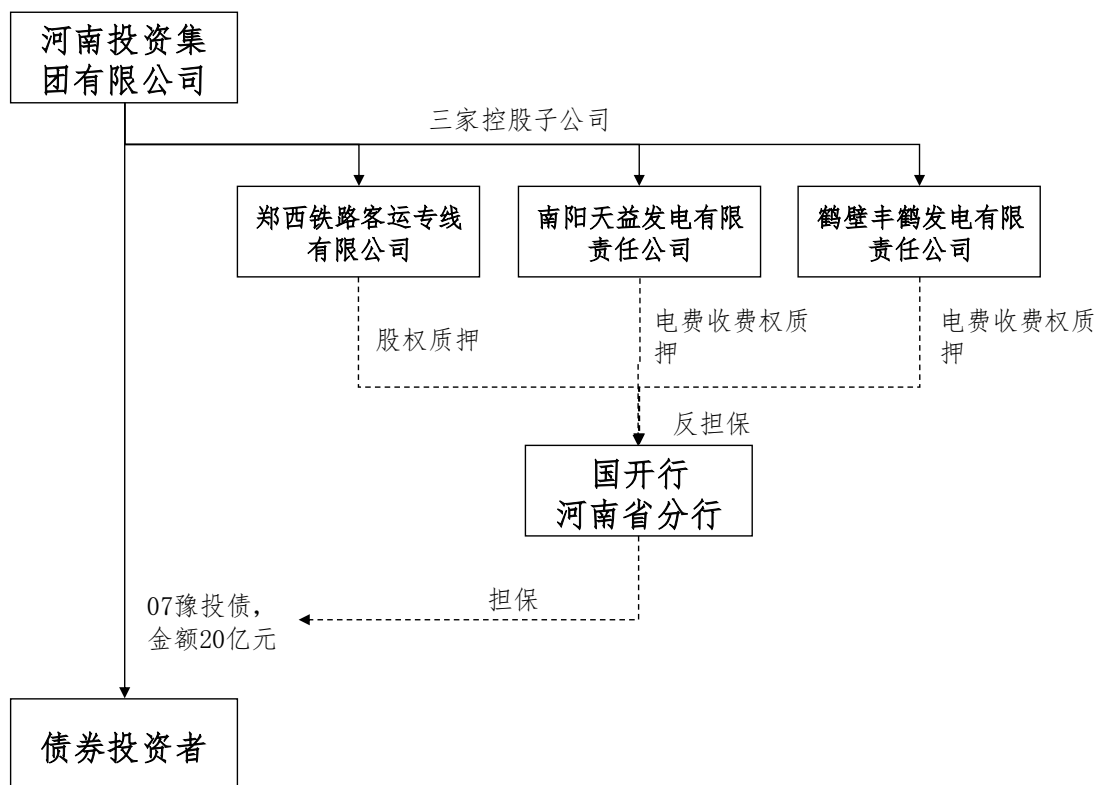 河南投资集
团有限公司
三家控股子公司
郑西铁路客运专线
有限公司
南阳天益发电有限
责任公司
鹤壁丰鹤发电有限
责任公司
股权质押
电费收费权质
押
电费收费权质
押
反担保
国开行
河南省分行
担保
07豫投债,
金额20亿元
债券投资者